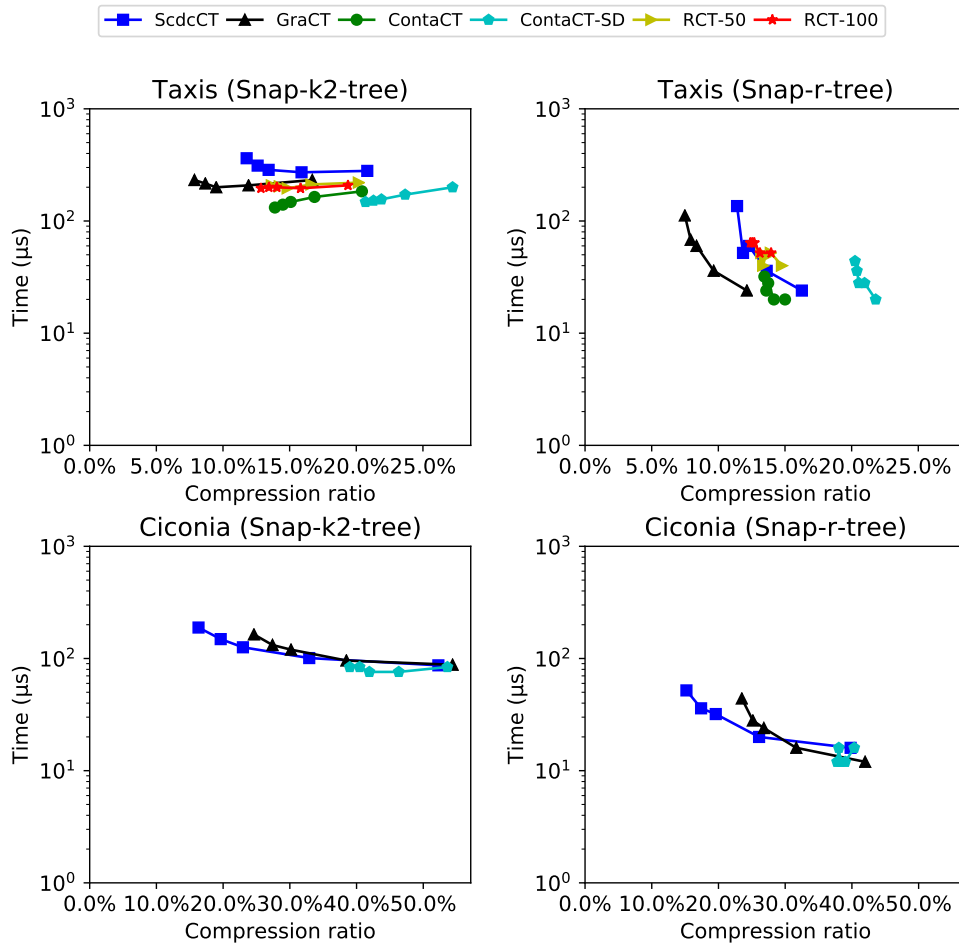 ScdcCT GraCT ContaCT ContaCT-SD RCT-50 RCT-100
Taxis (Snap-k2-tree)
10³
10²
10¹
10⁰
Time (µs)
0.0% 5.0% 10.0% 15.0% 20.0% 25.0%
Compression ratio
Taxis (Snap-r-tree)
10³
10²
10¹
10⁰
Time (µs)
0.0% 5.0% 10.0% 15.0% 20.0% 25.0%
Compression ratio
Ciconia (Snap-k2-tree)
10³
10²
10¹
10⁰
Time (µs)
0.0% 10.0% 20.0% 30.0% 40.0% 50.0%
Compression ratio
Ciconia (Snap-r-tree)
10³
10²
10¹
10⁰
Time (µs)
0.0% 10.0% 20.0% 30.0% 40.0% 50.0%
Compression ratio